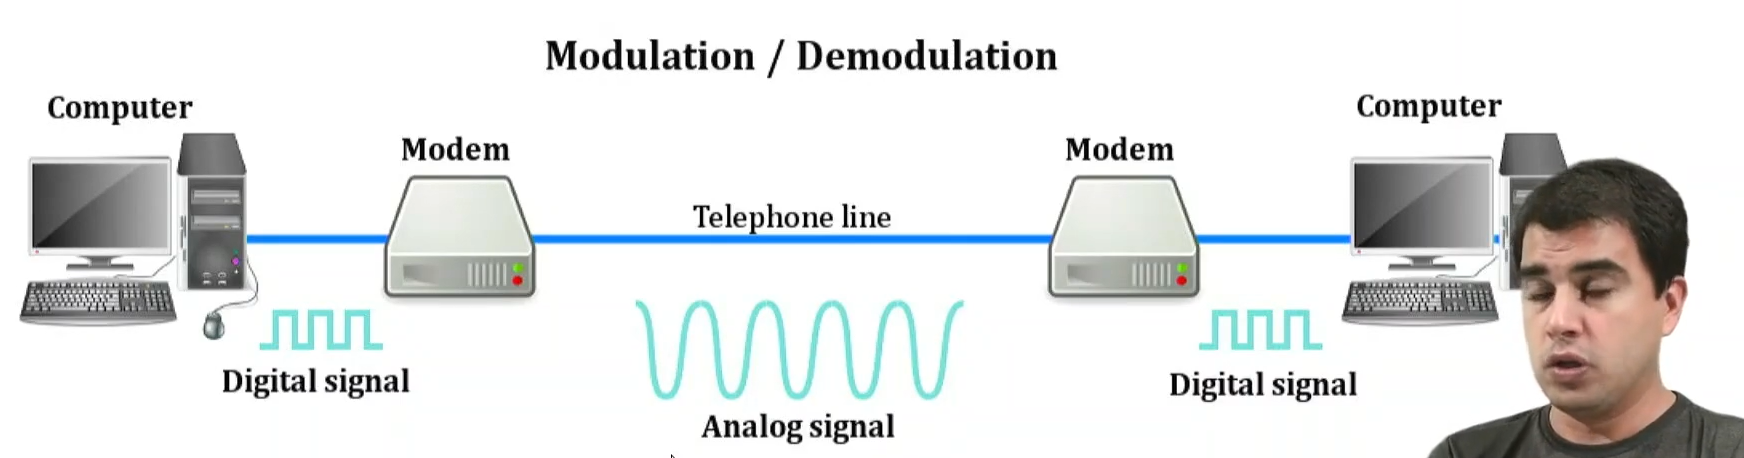 Modulation / Demodulation
Computer
Computer
Modem
Modem
Telephone line
Digital signal
Digital signal
Analog signal